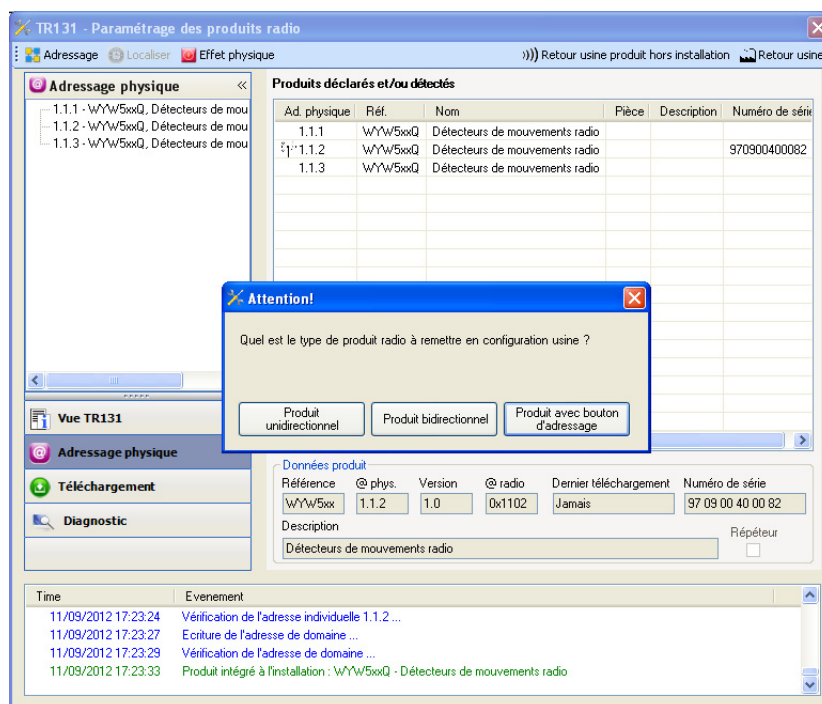 TR131 - Paramétrage des produits radio
Adressage Localiser Effet physique ))) Retour usine produit hors installation Retour usine
Adressage physique «
1.1.1 - WYW5xxQ, Détecteurs de mou
1.1.2 - WYW5xxQ, Détecteurs de mou
1.1.3 - WYW5xxQ, Détecteurs de mou
Produits déclarés et/ou détectés
Ad. physique Réf. Nom Pièce Description Numéro de série
1.1.1 WYW5xxQ Détecteurs de mouvements radio
1.1.2 WYW5xxQ Détecteurs de mouvements radio 970900400082
1.1.3 WYW5xxQ Détecteurs de mouvements radio
Attention!
Quel est le type de produit radio à remettre en configuration usine ?
Produit unidirectionnel
Produit bidirectionnel
Produit avec bouton d'adressage
Vue TR131
Adressage physique
Téléchargement
Diagnostic
Données produit
Référence @ phys. Version @ radio Dernier téléchargement Numéro de série
WYW5xx 1.1.2 1.0 0x1102 Jamais 97 09 00 40 00 82
Description
Répéteur
Détecteurs de mouvements radio
Time Evenement
11/09/2012 17:23:24 Vérification de l'adresse individuelle 1.1.2 ...
11/09/2012 17:23:27 Ecriture de l'adresse de domaine ...
11/09/2012 17:23:29 Vérification de l'adresse de domaine ...
11/09/2012 17:23:33 Produit intégré à l'installation : WYW5xxQ - Détecteurs de mouvements radio